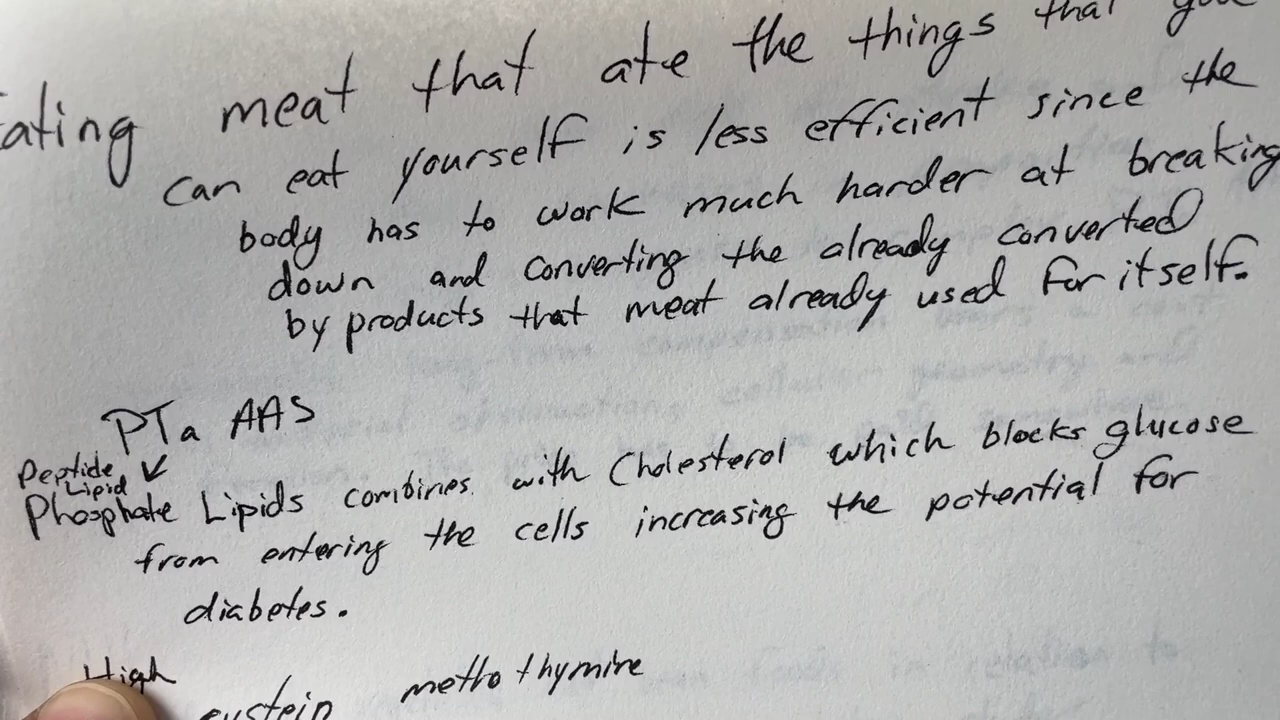 eating meat that ate the things that you
can eat yourself is less efficient since the
body has to work much harder at breaking
down and converting the already converted
by products that meat already used for itself.
PTa AAS
Peptide
Lipid
Phosphate Lipids combines with Cholesterol which blocks glucose
from entering the cells increasing the potential for
diabetes.
High
metho thymine